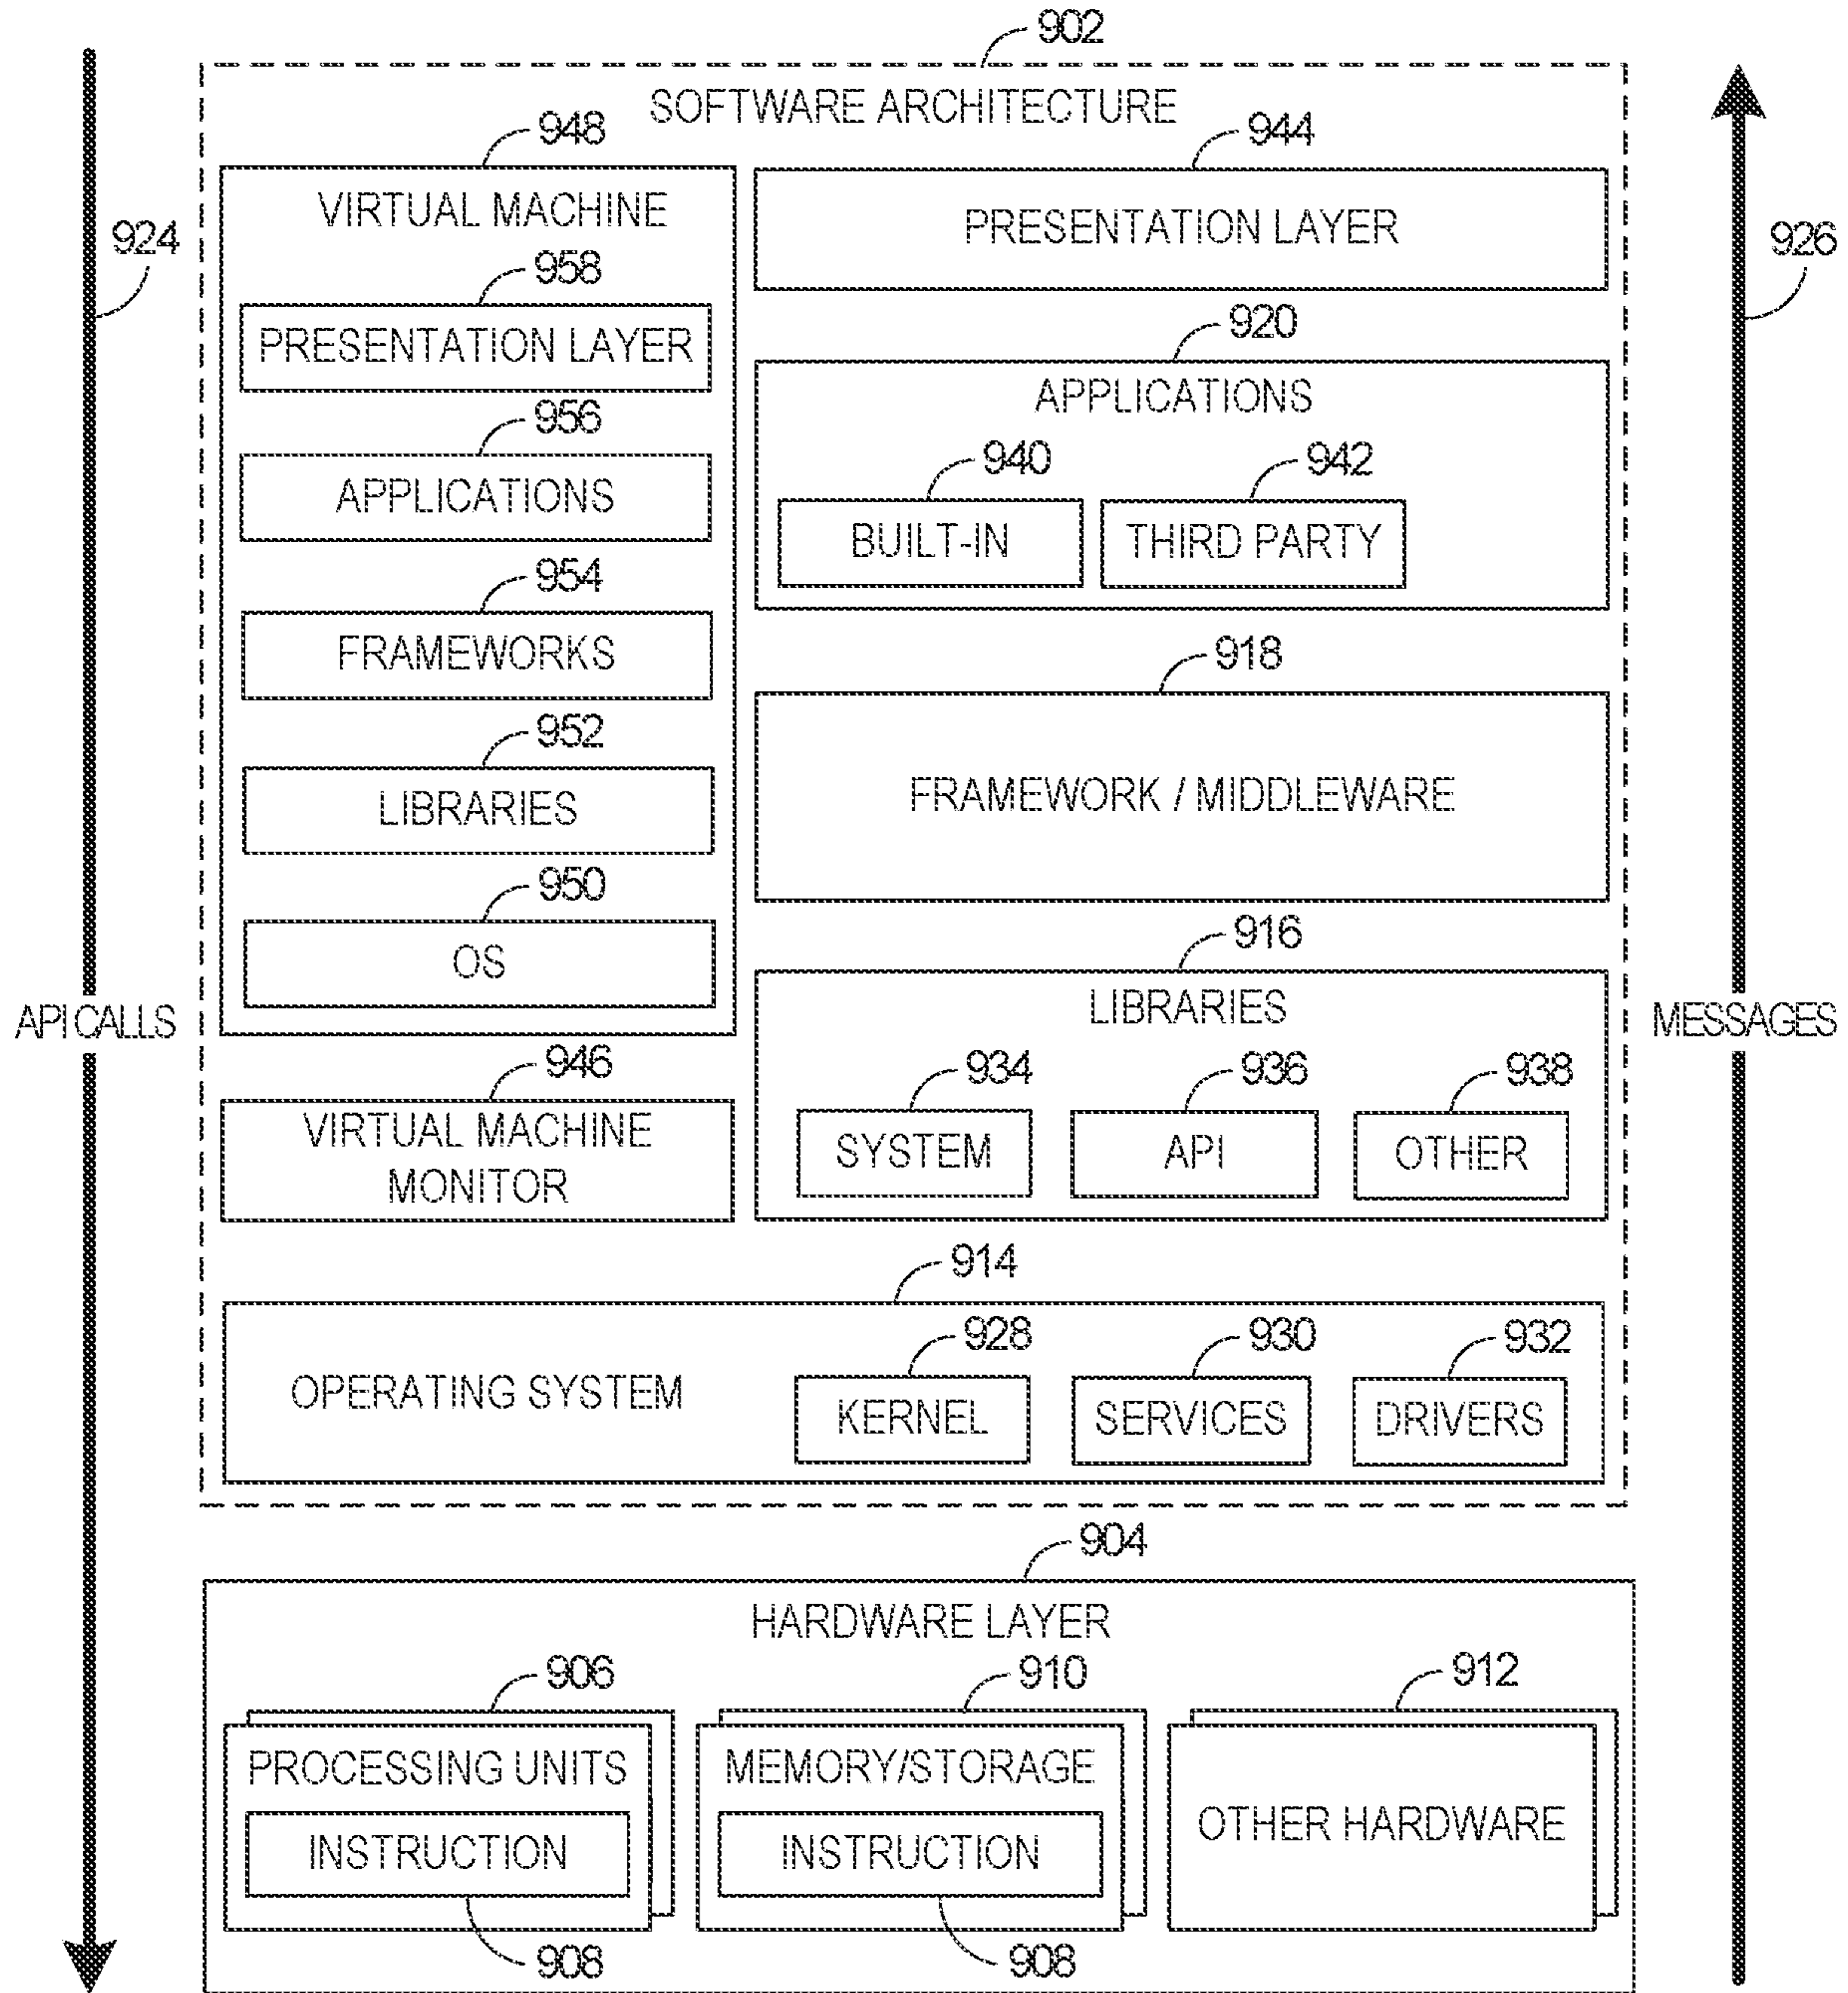 902
SOFTWARE ARCHITECTURE
948
944
VIRTUAL MACHINE
PRESENTATION LAYER
924
926
958
PRESENTATION LAYER
920
APPLICATIONS
956
APPLICATIONS
940
942
BUILT-IN
THIRD PARTY
954
FRAMEWORKS
918
952
LIBRARIES
FRAMEWORK / MIDDLEWARE
950
OS
916
LIBRARIES
API CALLS
MESSAGES
946
934
936
938
VIRTUAL MACHINE
MONITOR
SYSTEM
API
OTHER
914
928
930
932
OPERATING SYSTEM
KERNEL
SERVICES
DRIVERS
904
HARDWARE LAYER
906
910
912
PROCESSING UNITS
MEMORY/STORAGE
OTHER HARDWARE
INSTRUCTION
INSTRUCTION
908
908